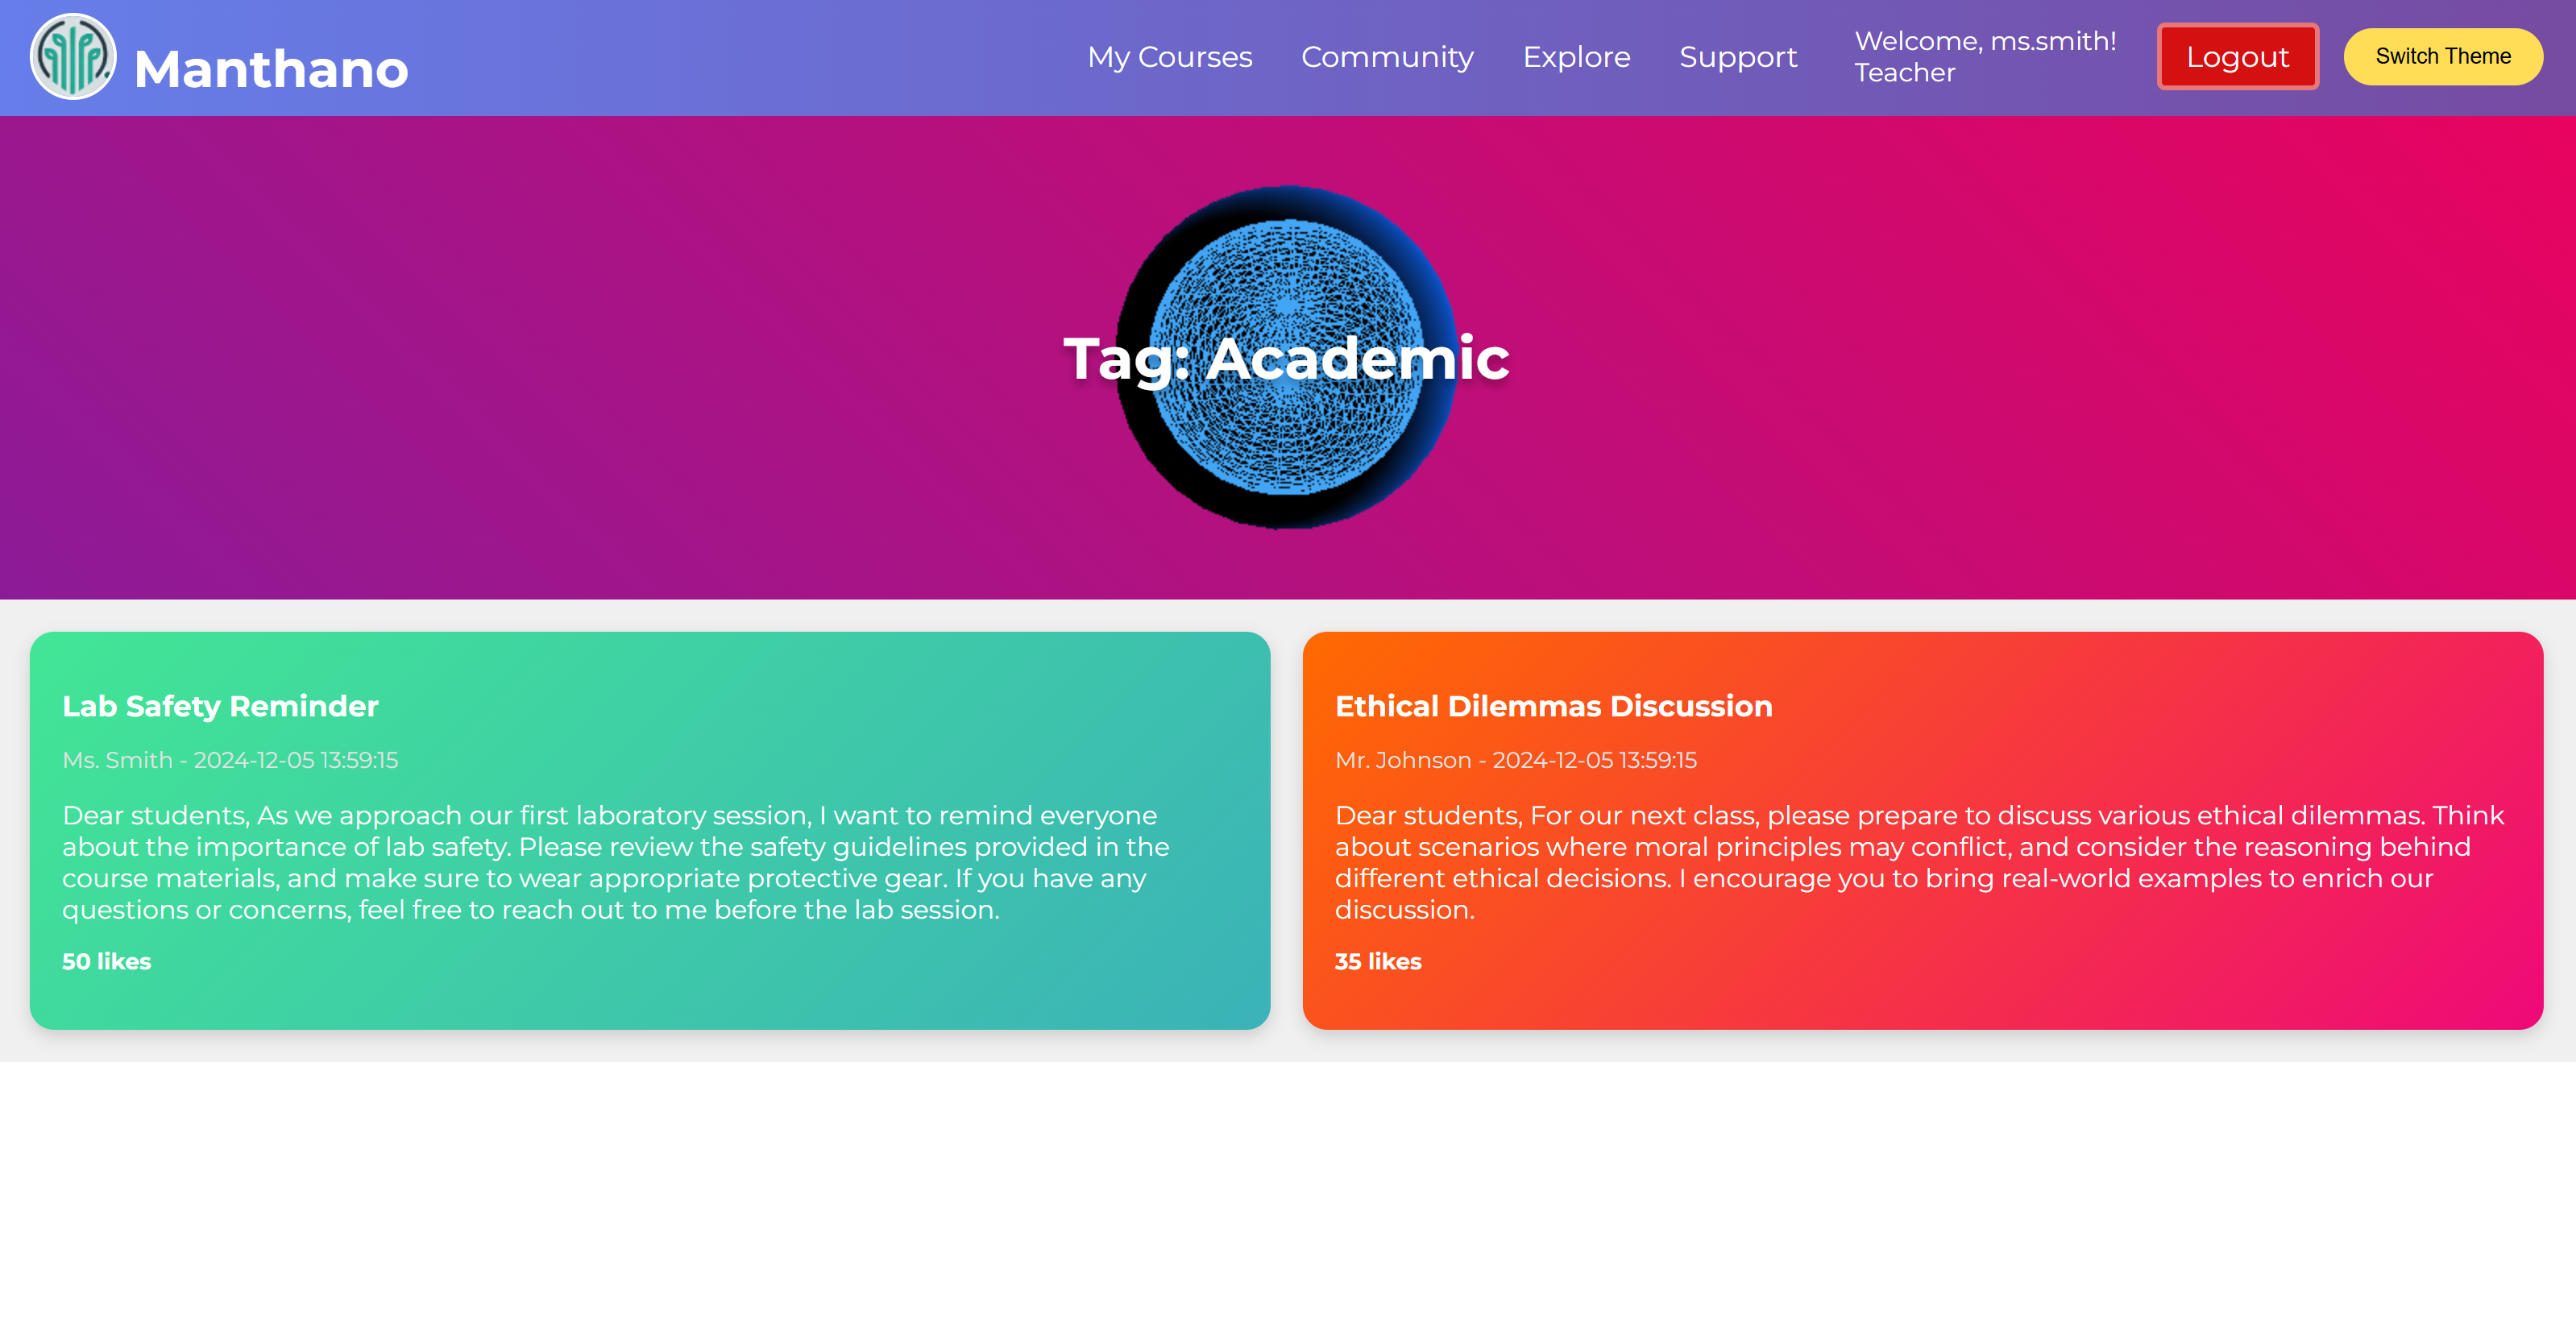 Manthano
My Courses
Community
Explore
Support
Welcome, ms.smith!
Teacher
Logout
Switch Theme
Tag: Academic
Lab Safety Reminder
Ms. Smith - 2024-12-05 13:59:15
Dear students, As we approach our first laboratory session, I want to remind everyone
about the importance of lab safety. Please review the safety guidelines provided in the
course materials, and make sure to wear appropriate protective gear. If you have any
questions or concerns, feel free to reach out to me before the lab session.
50 likes
Ethical Dilemmas Discussion
Mr. Johnson - 2024-12-05 13:59:15
Dear students, For our next class, please prepare to discuss various ethical dilemmas. Think
about scenarios where moral principles may conflict, and consider the reasoning behind
different ethical decisions. I encourage you to bring real-world examples to enrich our
discussion.
35 likes